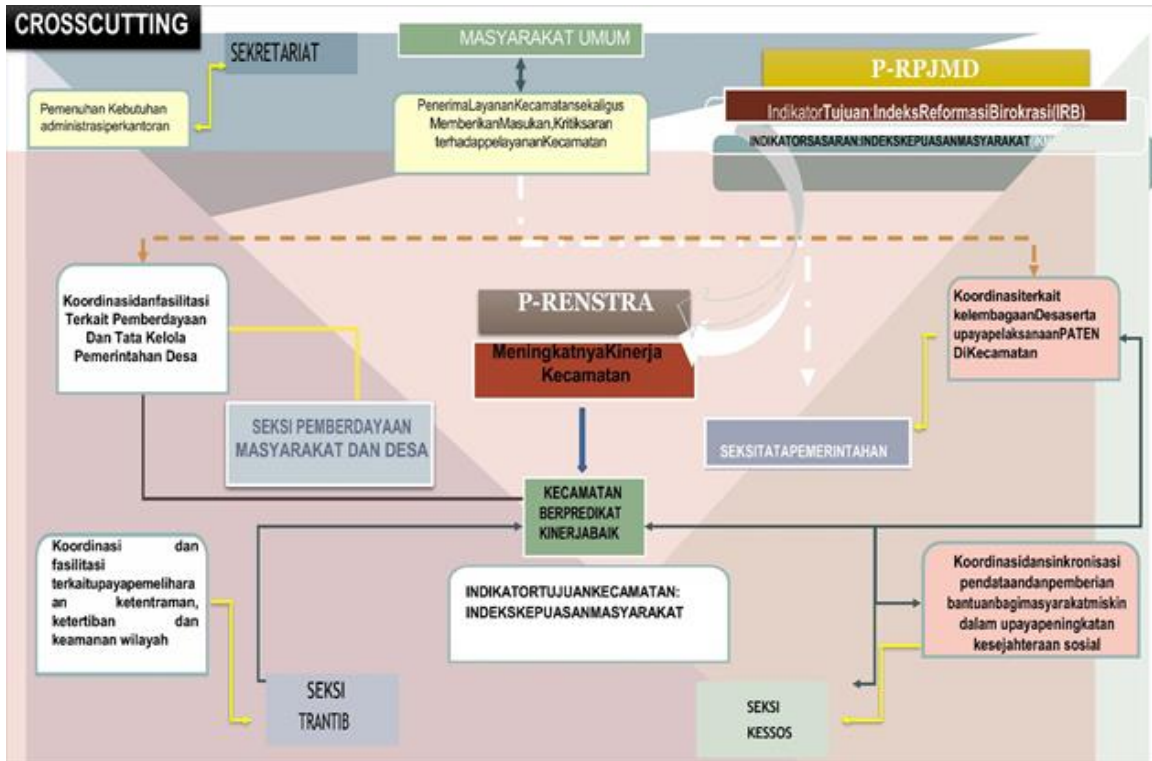 CROSSCUTTING
SEKRETARIAT
MASYARAKAT UMUM
P-RPJMD
Pemenuhan Kebutuhan
administrasiperkantoran
PenerimaLayananKecamatansekaligus
MemberikanMasukan,Kritiksaran
terhadappelayananKecamatan
IndikatorTujuan:IndeksReformasiBirokrasi(IRB)
INDIKATORSASARAN:INDEKSKEPUASANMASYARAKAT
Koordinasidanfasilitasi
Terkait Pemberdayaan
Dan Tata Kelola
Pemerintahan Desa
P-RENSTRA
MeningkatnyaKinerja
Kecamatan
Koordinasiterkait
kelembagaanDesaserta
upayapelaksanaanPATEN
DiKecamatan
SEKSI PEMBERDAYAAN
MASYARAKAT DAN DESA
SEKSITATAPEMERINTAHAN
KECAMATAN
BERPREDIKAT
KINERJABAIK
Koordinasi dan
fasilitasi
terkaitupayapemelihara
an ketentraman,
ketertiban dan
keamanan wilayah
INDIKATORTUJUANKECAMATAN:
INDEKSKEPUASANMASYARAKAT
Koordinasidansinkronisasi
pendataandanpemberian
bantuanbagimasyarakatmiskin
dalam upayapeningkatan
kesejahteraan sosial
SEKSI
TRANTIB
SEKSI
KESSOS